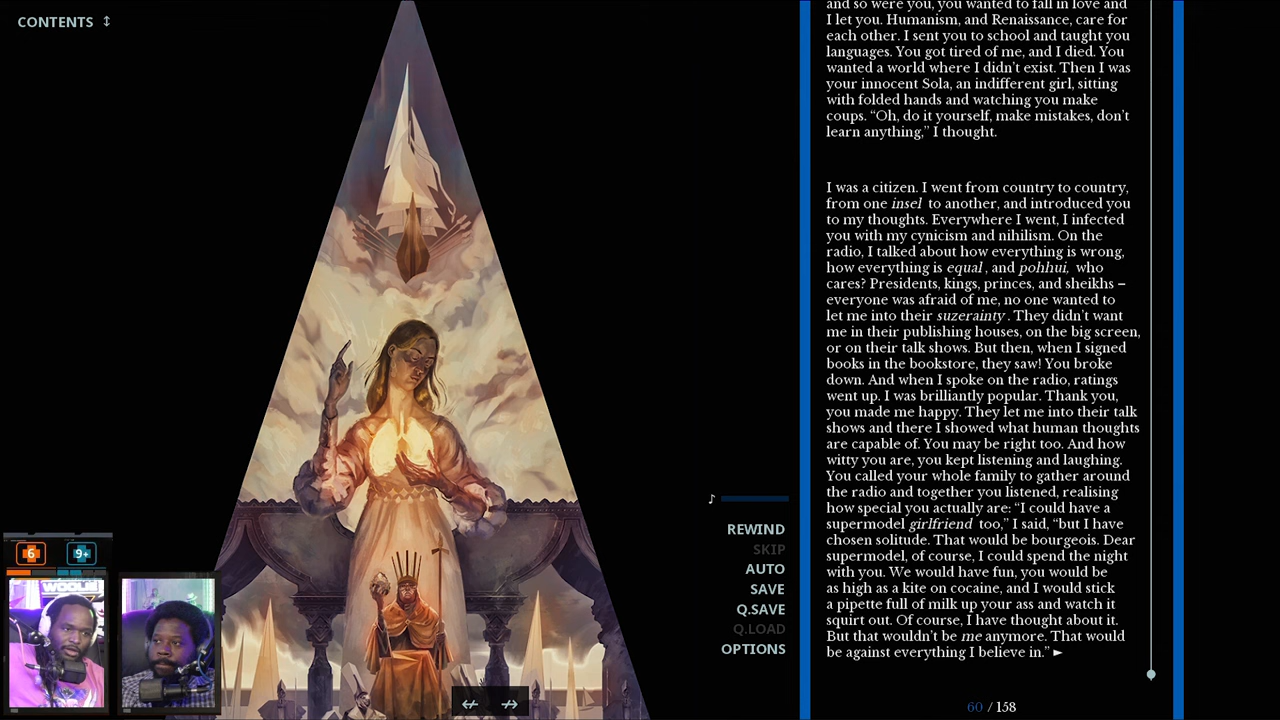 CONTENTS
and so were you, you wanted to fall in love and
I let you. Humanism, and Renaissance, care for
each other. I sent you to school and taught you
languages. You got tired of me, and I died. You
wanted a world where I didn’t exist. Then I was
your innocent Sola, an indifferent girl, sitting
with folded hands and watching you make
coups. “Oh, do it yourself, make mistakes, don’t
learn anything,” I thought.
I was a citizen. I went from country to country,
from one insel to another, and introduced you
to my thoughts. Everywhere I went, I infected
you with my cynicism and nihilism. On the
radio, I talked about how everything is wrong,
how everything is equal , and pohhui, who
cares? Presidents, kings, princes, and sheikhs –
everyone was afraid of me, no one wanted to
let me into their suzerainty . They didn’t want
me in their publishing houses, on the big screen,
or on their talk shows. But then, when I signed
books in the bookstore, they saw! You broke
down. And when I spoke on the radio, ratings
went up. I was brilliantly popular. Thank you,
you made me happy. They let me into their talk
shows and there I showed what human thoughts
are capable of. You may be right too. And how
witty you are, you kept listening and laughing.
You called your whole family to gather around
the radio and together you listened, realising
how special you actually are: “I could have a
supermodel girlfriend too,” I said, “but I have
chosen solitude. That would be bourgeois. Dear
supermodel, of course, I could spend the night
with you. We would have fun, you would be
as high as a kite on cocaine, and I would stick
a pipette full of milk up your ass and watch it
squirt out. Of course, I have thought about it.
But that wouldn’t be me anymore. That would
be against everything I believe in.” ►
REWIND
SKIP
AUTO
SAVE
Q.SAVE
Q.LOAD
OPTIONS
6
9+
60 / 158